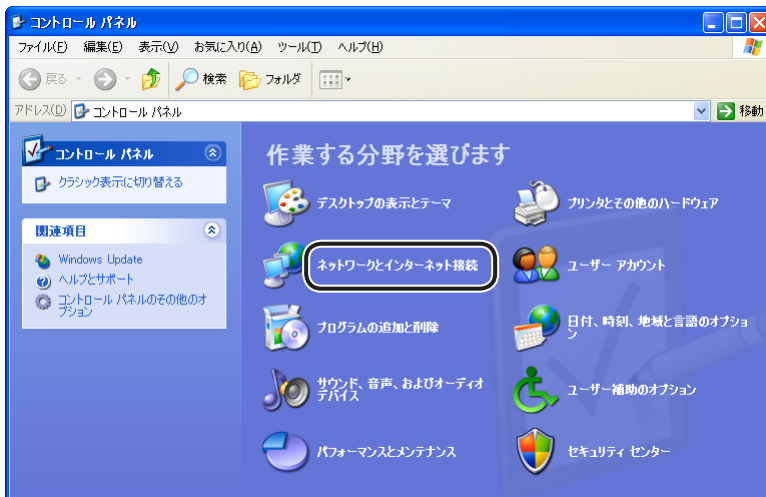 コントロール パネル
ファイル(F) 編集(E) 表示(V) お気に入り(A) ツール(T) ヘルプ(H)
戻る 検索 フォルダ
アドレス(D) コントロール パネル 移動
コントロール パネル
クラシック表示に切り替える
関連項目
Windows Update
ヘルプとサポート
コントロール パネルのその他のオ
プション
作業する分野を選びます
デスクトップの表示とテーマ
プリンタとその他のハードウェア
ネットワークとインターネット接続
ユーザー アカウント
プログラムの追加と削除
日付、時刻、地域と言語のオプショ
ン
サウンド、音声、およびオーディオ
デバイス
ユーザー補助のオプション
パフォーマンスとメンテナンス
セキュリティ センター